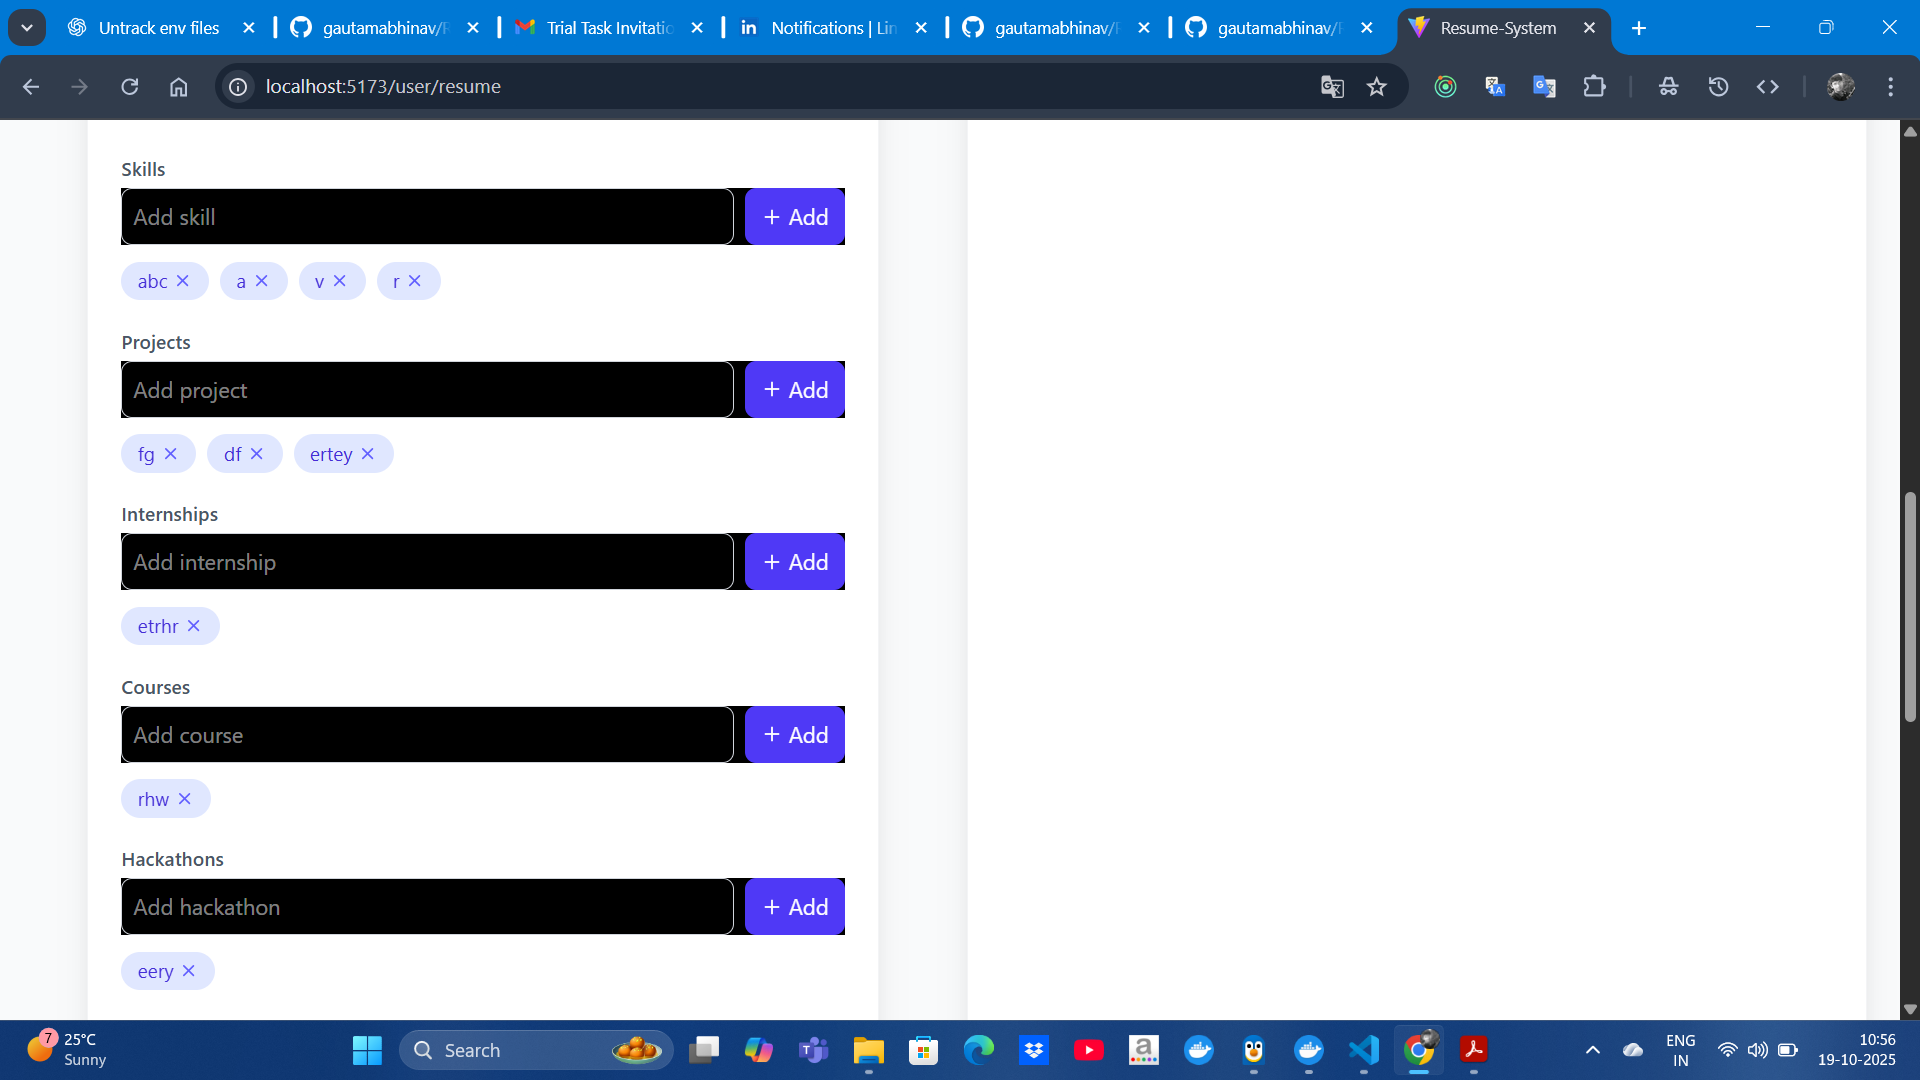 Untrack env files
gautamabhinav/R
Trial Task Invitatio
Notifications | Lin
gautamabhinav/R
gautamabhinav/R
Resume-System
localhost:5173/user/resume
Skills
Add skill
+ Add
abc × a × v × r ×
Projects
Add project
+ Add
fg × df × ertey ×
Internships
Add internship
+ Add
etrhr ×
Courses
Add course
+ Add
rhw ×
Hackathons
Add hackathon
+ Add
eery ×
7
25°C
Sunny
Search
ENG
IN
10:56
19-10-2025